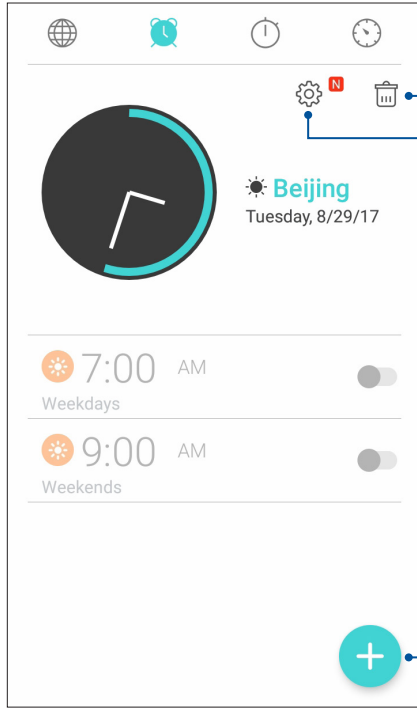 N
Beijing
Tuesday, 8/29/17
7:00 AM
Weekdays
9:00 AM
Weekends